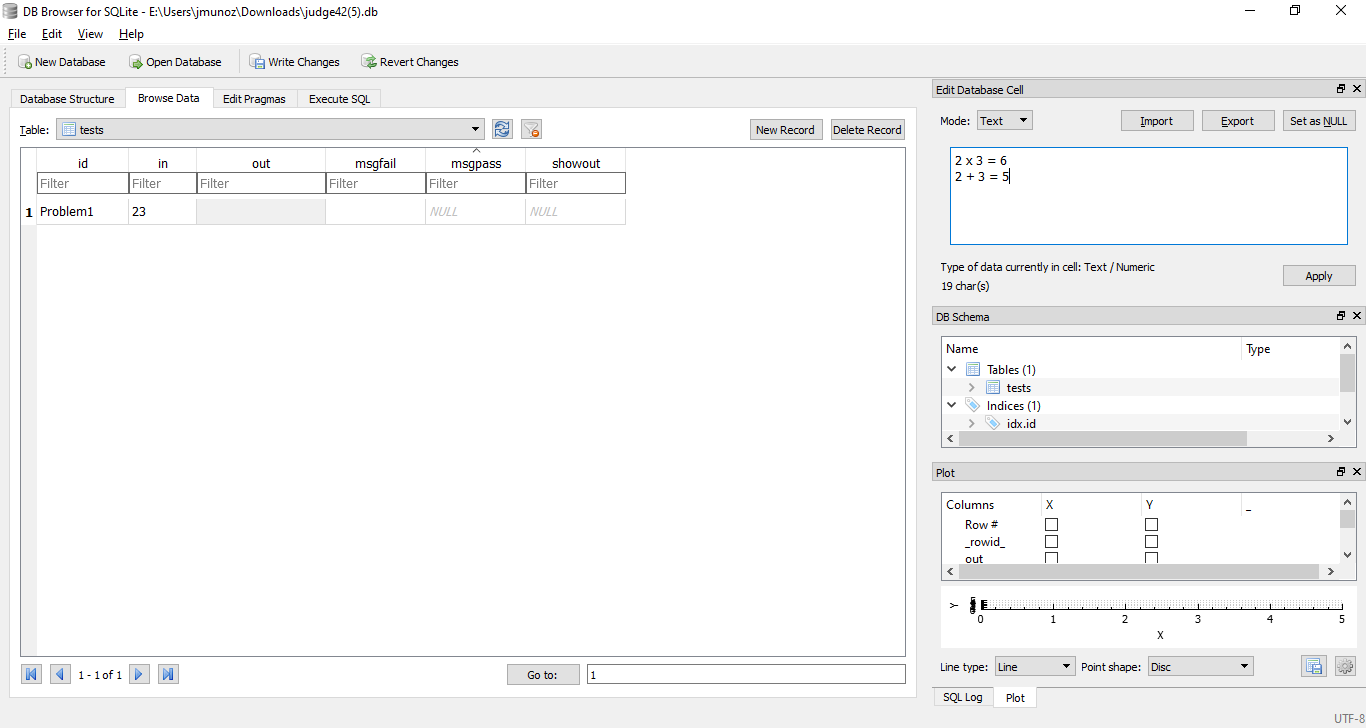 DB Browser for SQLite - E:\Users\jmunoz\Downloads\judge42(5).db
File Edit View Help
New Database Open Database Write Changes Revert Changes
Database Structure Browse Data Edit Pragmas Execute SQL
Table: tests New Record Delete Record
id in out msgfail msgpass showout
Filter Filter Filter Filter Filter Filter
1 Problem1 23 NULL NULL
1 - 1 of 1 Go to: 1
Edit Database Cell
Mode: Text Import Export Set as NULL
2 x 3 = 6
2 + 3 = 5
Type of data currently in cell: Text / Numeric
19 char(s)
Apply
DB Schema
Name Type
Tables (1)
tests
Indices (1)
idx.id
Plot
Columns X Y _
Row #
_rowid_
out
Y
0 1 2 3 4 5
X
Line type: Line Point shape: Disc
SQL Log Plot
UTF-8